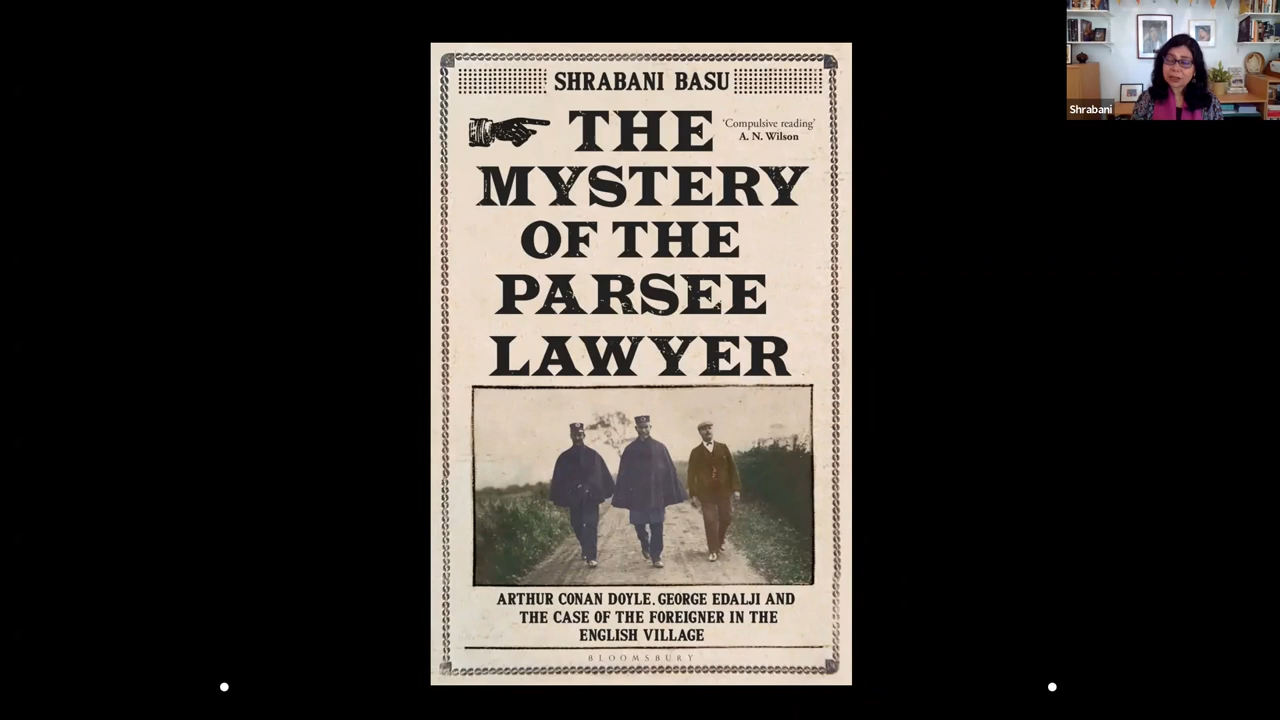 SHRABANI BASU
THE
'Compulsive reading'
A. N. Wilson
MYSTERY
OF THE
PARSEE
LAWYER
ARTHUR CONAN DOYLE, GEORGE EDALJI AND
THE CASE OF THE FOREIGNER IN THE
ENGLISH VILLAGE
BLOOMSBURY
Shrabani